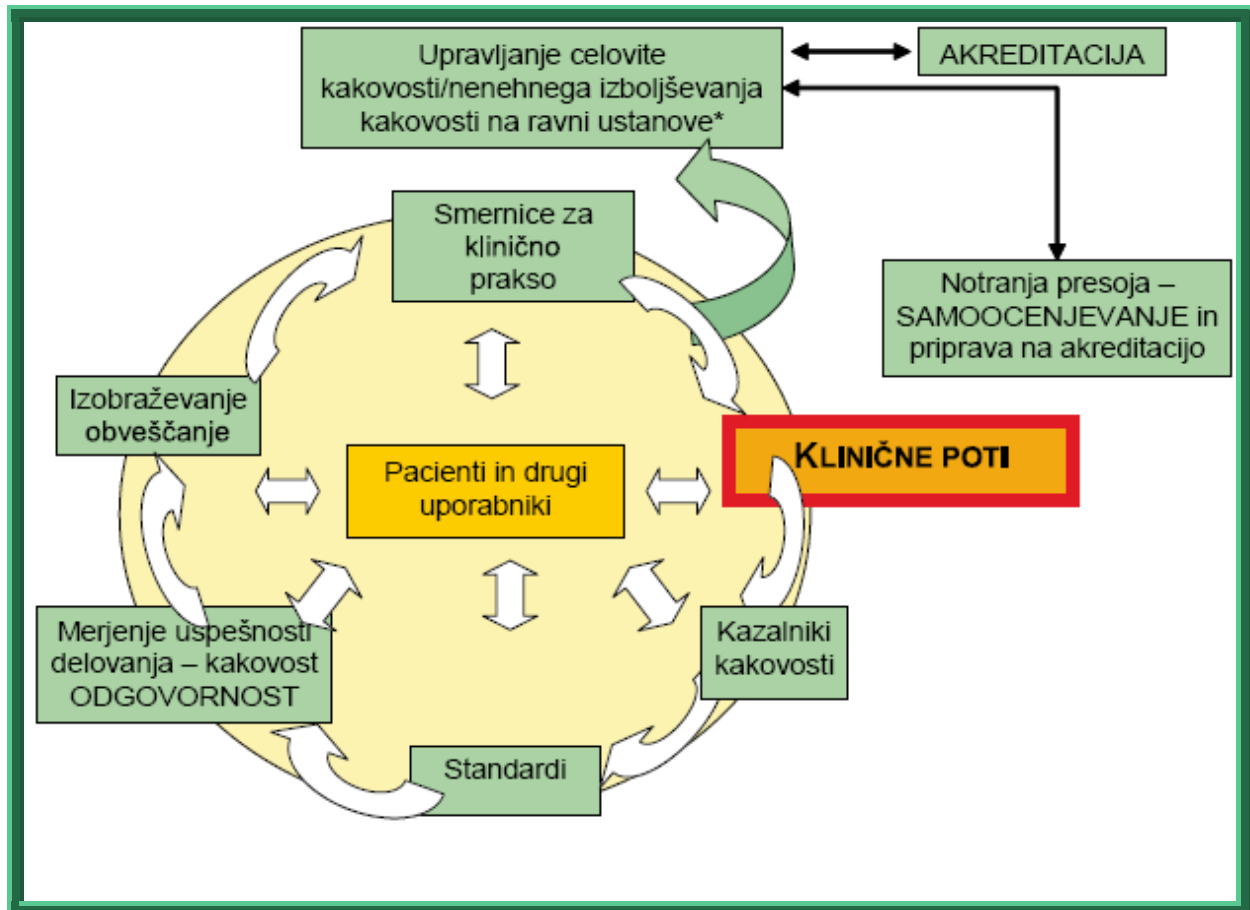 Upravljanje celovite
kakovosti/nenehnega izboljševanja
kakovosti na ravni ustanove*
AKREDITACIJA
Smernice za
klinično
prakso
Notranja presoja –
SAMOOCENJEVANJE in
priprava na akreditacijo
Izobraževanje
obveščanje
KLINIČNE POTI
Pacienti in drugi
uporabniki
Merjenje uspešnosti
delovanja – kakovost
ODGOVORNOST
Kazalniki
kakovosti
Standardi